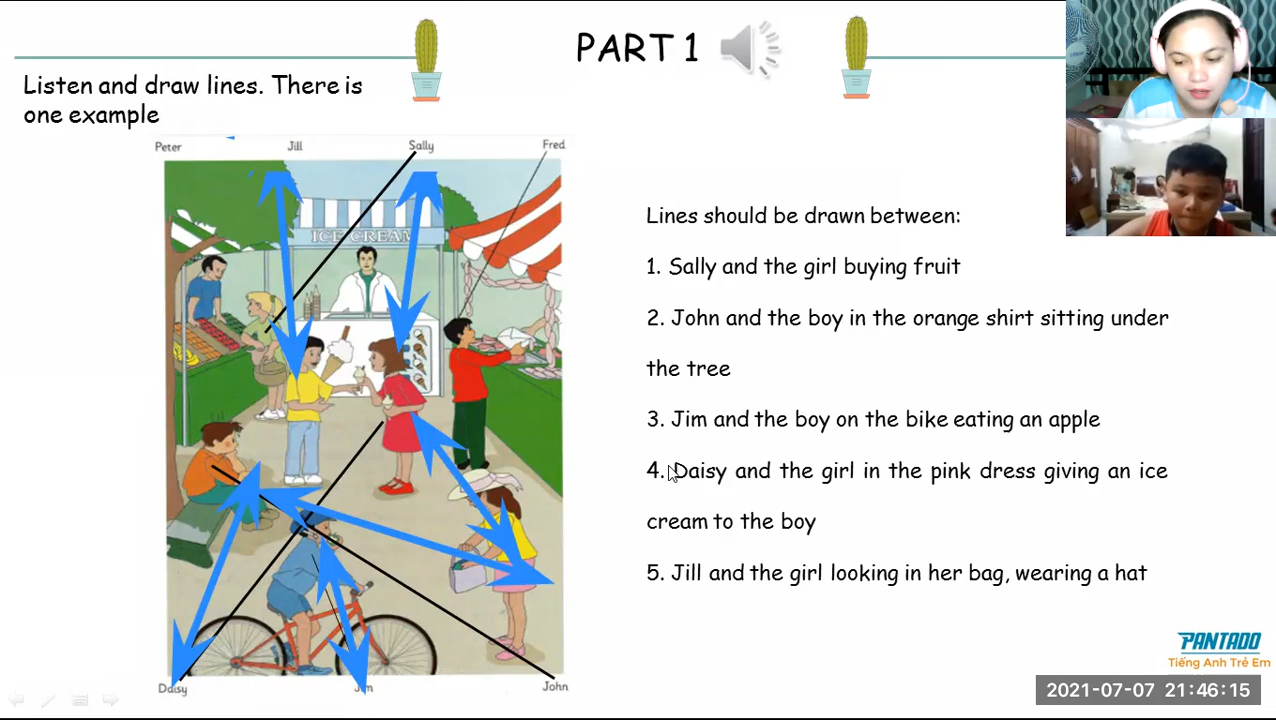 PART 1
Listen and draw lines. There is
one example
Peter Jill Sally Fred
ICE CREAM
Lines should be drawn between:
1. Sally and the girl buying fruit
2. John and the boy in the orange shirt sitting under
the tree
3. Jim and the boy on the bike eating an apple
4. Daisy and the girl in the pink dress giving an ice
cream to the boy
5. Jill and the girl looking in her bag, wearing a hat
Daisy Jim John
PANTADO
Tiếng Anh Trẻ Em
2021-07-07 21:46:15